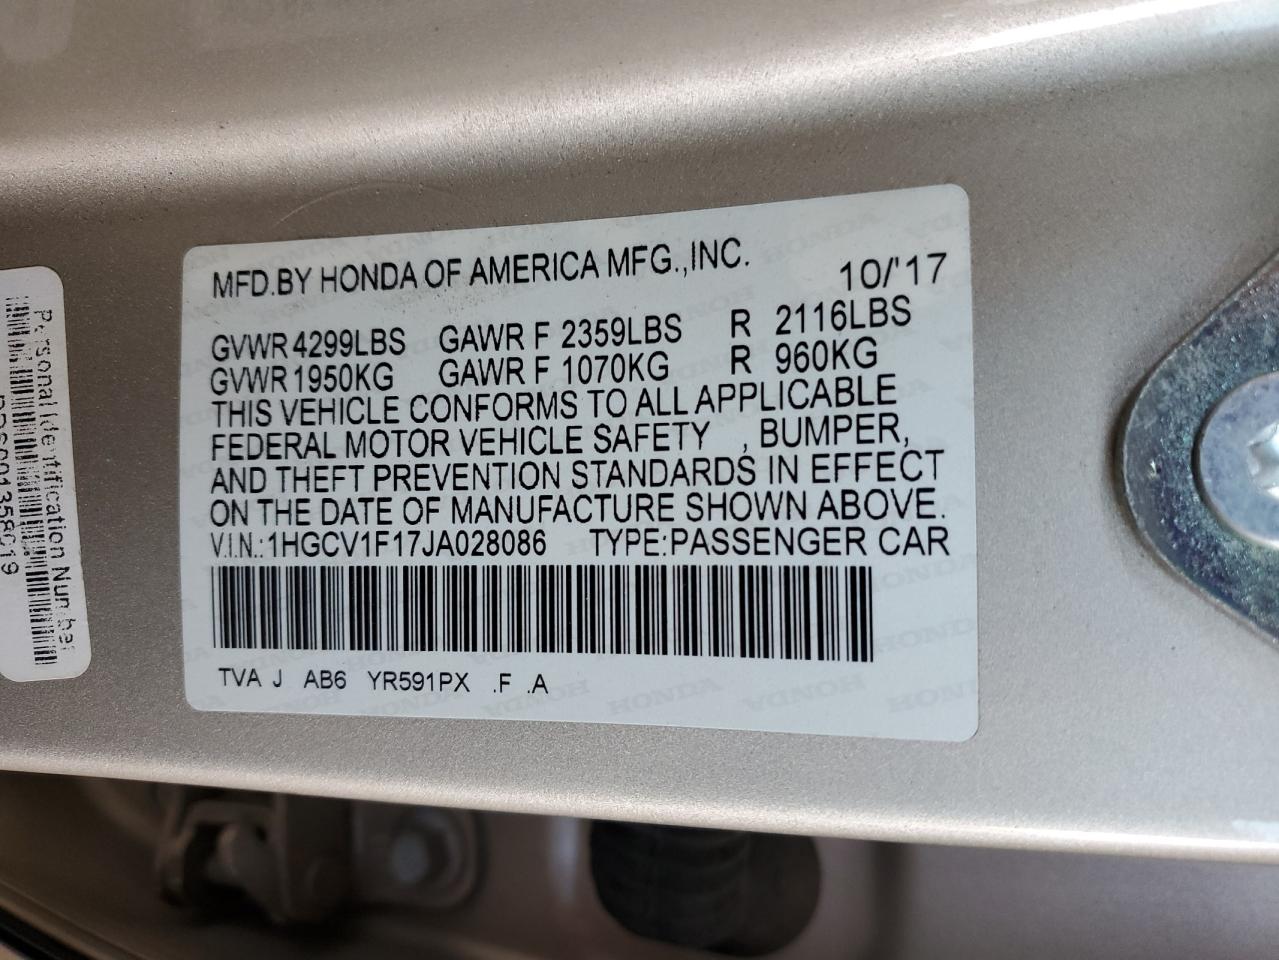 MFD.BY HONDA OF AMERICA MFG.,INC. 10/'17
GVWR 4299LBS GAWR F 2359LBS R 2116LBS
GVWR 1950KG GAWR F 1070KG R 960KG
THIS VEHICLE CONFORMS TO ALL APPLICABLE
FEDERAL MOTOR VEHICLE SAFETY , BUMPER,
AND THEFT PREVENTION STANDARDS IN EFFECT
ON THE DATE OF MANUFACTURE SHOWN ABOVE.
V.I.N.:1HGCV1F17JA028086 TYPE:PASSENGER CAR
TVA J AB6 YR591PX .F .A
Personal Identification Number